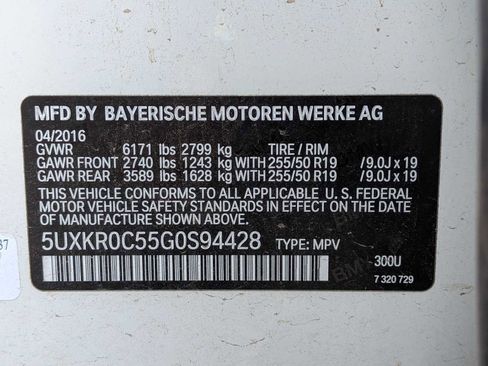 MFD BY BAYERISCHE MOTOREN WERKE AG
04/2016
GVWR 6171 lbs 2799 kg TIRE / RIM
GAWR FRONT 2740 lbs 1243 kg WITH 255/50 R19 /9.0J x 19
GAWR REAR 3589 lbs 1628 kg WITH 255/50 R19 /9.0J x 19
THIS VEHICLE CONFORMS TO ALL APPLICABLE U. S. FEDERAL
MOTOR VEHICLE SAFETY STANDARDS IN EFFECT ON THE
DATE OF MANUFACTURE SHOWN ABOVE.
5UXKR0C55G0S94428 TYPE: MPV
300U
7 320 729
37